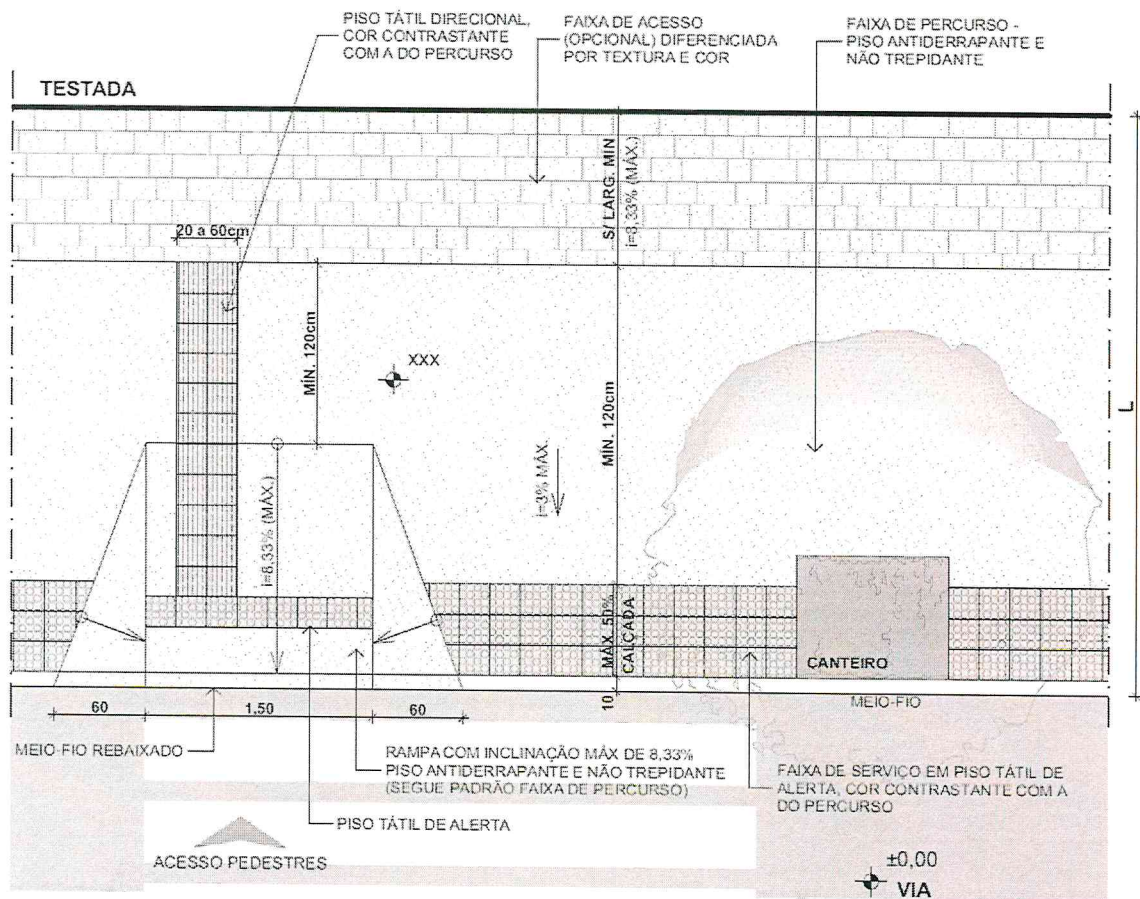 PISO TÁTIL DIRECIONAL,
COR CONTRASTANTE
COM A DO PERCURSO
FAIXA DE ACESSO
(OPCIONAL) DIFERENCIADA
POR TEXTURA E COR
FAIXA DE PERCURSO -
PISO ANTIDERRAPANTE E
NÃO TREPIDANTE
TESTADA
S/ LARG. MIN
i=8,33% (MÁX.)
20 a 60cm
MÍN. 120cm
XXX
MÍN. 120cm
i=3% MÁX.
L
i=8,33% (MÁX.)
MÁX. 50%
CALÇADA
CANTEIRO
10
MEIO-FIO
60
1,50
60
MEIO-FIO REBAIXADO
RAMPA COM INCLINAÇÃO MÁX DE 8,33%
PISO ANTIDERRAPANTE E NÃO TREPIDANTE
(SEGUE PADRÃO FAIXA DE PERCURSO)
FAIXA DE SERVIÇO EM PISO TÁTIL DE
ALERTA, COR CONTRASTANTE COM A
DO PERCURSO
PISO TÁTIL DE ALERTA
ACESSO PEDESTRES
±0,00
VIA